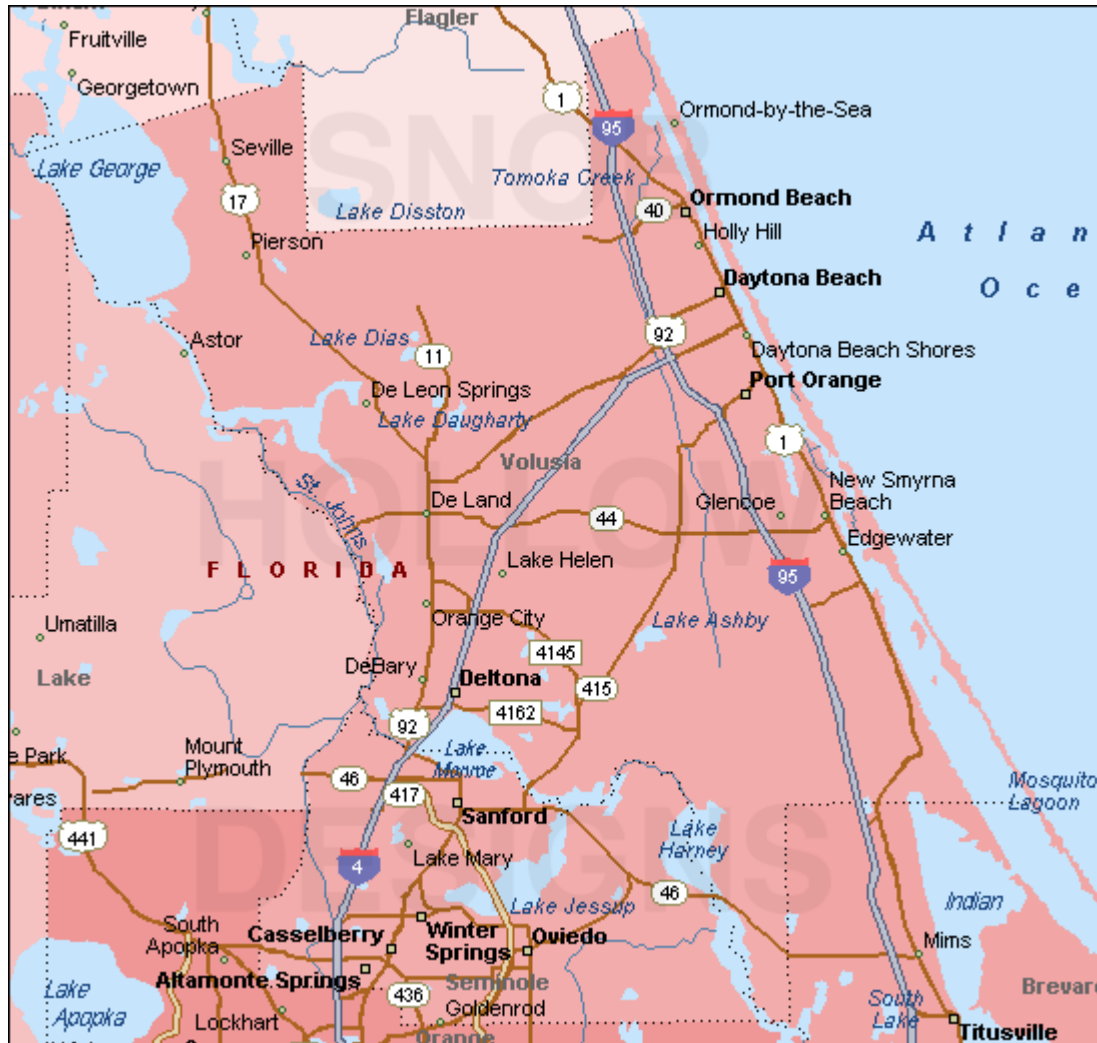 Flagler
Fruitville
Georgetown
1
95
Ormond-by-the-Sea
SNOB
Seville
Lake George
Tomoka Creek
17
Lake Disston
40
Ormond Beach
Pierson
Holly Hill
Atlan
Oce
Daytona Beach
Astor
Lake Dias
11
92
Daytona Beach Shores
De Leon Springs
Port Orange
Lake Daugharty
1
Volusia
HOLLOW
St. Johns
De Land
44
Glencoe
New Smyrna
Beach
Edgewater
FLORIDA
Lake Helen
95
Umatilla
Orange City
Lake Ashby
4145
Lake
DeBary
Deltona
415
4162
92
e Park
Mount
Plymouth
Lake
Monroe
46
417
Mosquito
Lagoon
ares
441
Sanford
DESIGNS
Lake
Harney
4
Lake Mary
46
Indian
South
Apopka
Lake Jessup
Casselberry
Winter
Springs
Oviedo
Mims
Altamonte Springs
Seminole
Brevard
Lake
Apopka
436
Goldenrod
South
Lake
Lockhart
Orange
Titusville